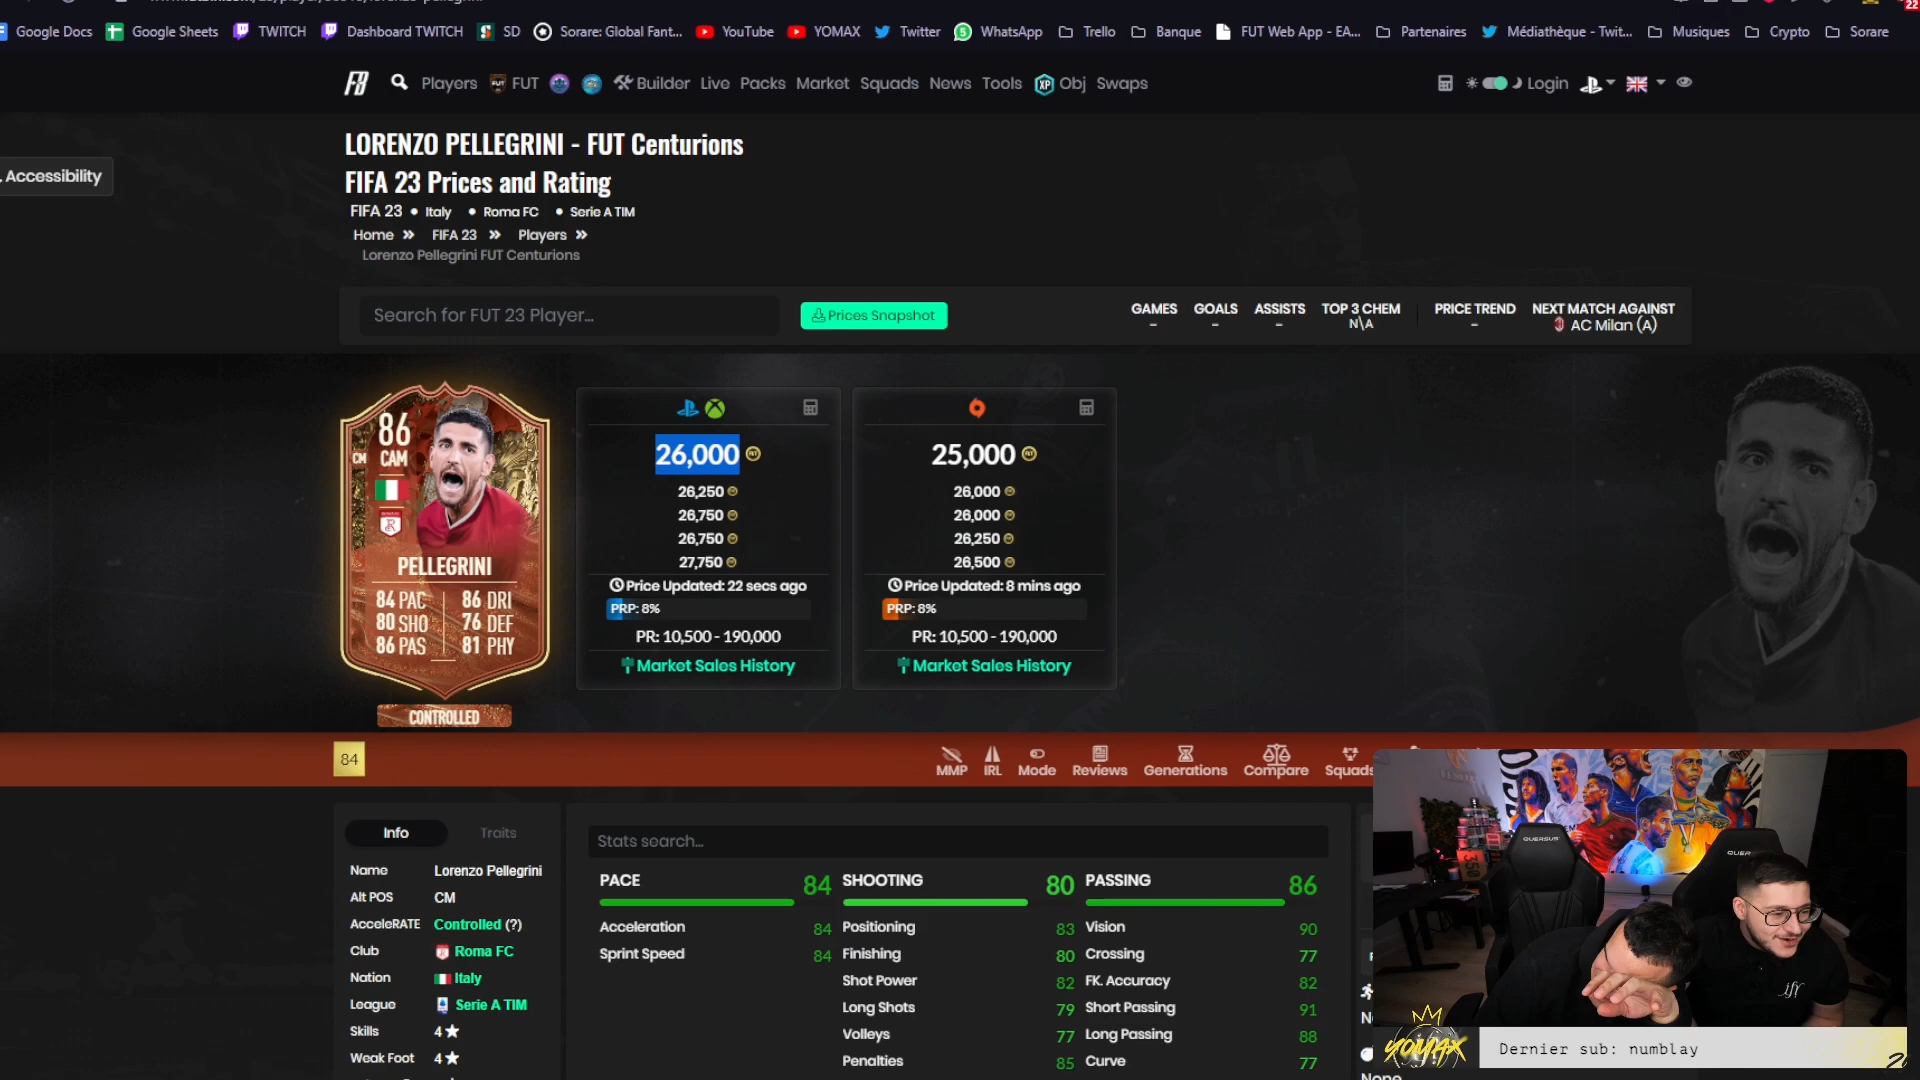 Google Docs Google Sheets TWITCH Dashboard TWITCH SD Sorare: Global Fant... YouTube YOMAX Twitter WhatsApp Trello Banque FUT Web App - EA... Partenaires Médiathèque - Twit... Musiques Crypto Sorare
22
Players FUT Builder Live Packs Market Squads News Tools XP Obj Swaps Login
LORENZO PELLEGRINI - FUT Centurions
FIFA 23 Prices and Rating
Accessibility
FIFA 23 • Italy • Roma FC • Serie A TIM
Home » FIFA 23 » Players »
Lorenzo Pellegrini FUT Centurions
Search for FUT 23 Player...
Prices Snapshot
GAMES GOALS ASSISTS TOP 3 CHEM PRICE TREND NEXT MATCH AGAINST
- - - N\A - AC Milan (A)
86
CM CAM
PELLEGRINI
84 PAC 86 DRI
80 SHO 76 DEF
86 PAS 81 PHY
CONTROLLED
26,000
26,250
26,750
26,750
27,750
Price Updated: 22 secs ago
PRP: 8%
PR: 10,500 - 190,000
Market Sales History
25,000
26,000
26,000
26,250
26,500
Price Updated: 8 mins ago
PRP: 8%
PR: 10,500 - 190,000
Market Sales History
84
MMP IRL Mode Reviews Generations Compare Squads
Info Traits
Name Lorenzo Pellegrini
Alt POS CM
AcceleRATE Controlled (?)
Club Roma FC
Nation Italy
League Serie A TIM
Skills 4★
Weak Foot 4★
Stats search...
PACE 84
Acceleration 84
Sprint Speed 84
SHOOTING 80
Positioning 83
Finishing 80
Shot Power 82
Long Shots 79
Volleys 77
Penalties 85
PASSING 86
Vision 90
Crossing 77
FK. Accuracy 82
Short Passing 91
Long Passing 88
Curve 77
QUERSUS
QUER
YOMAX
Dernier sub: numblay